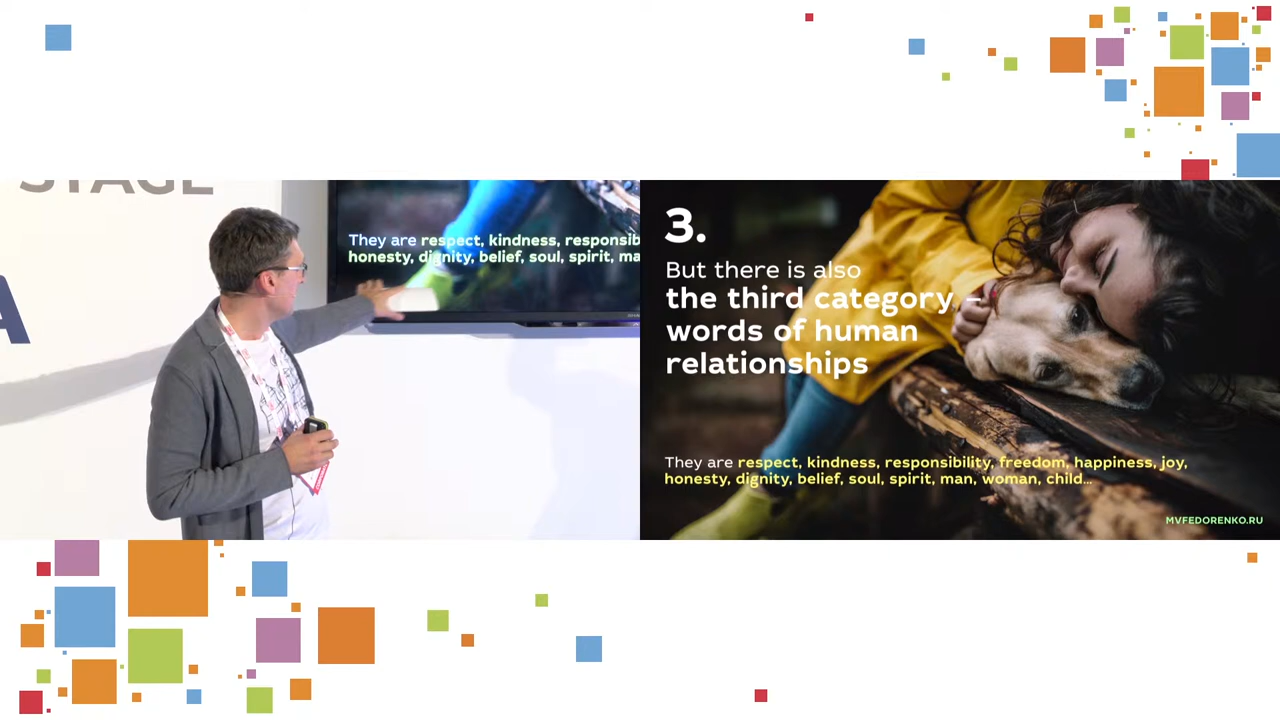 STAGE
A
They are respect, kindness, responsib
honesty, dignity, belief, soul, spirit, ma
3.
But there is also
the third category –
words of human
relationships
They are respect, kindness, responsibility, freedom, happiness, joy,
honesty, dignity, belief, soul, spirit, man, woman, child...
MVFEDORENKO.RU